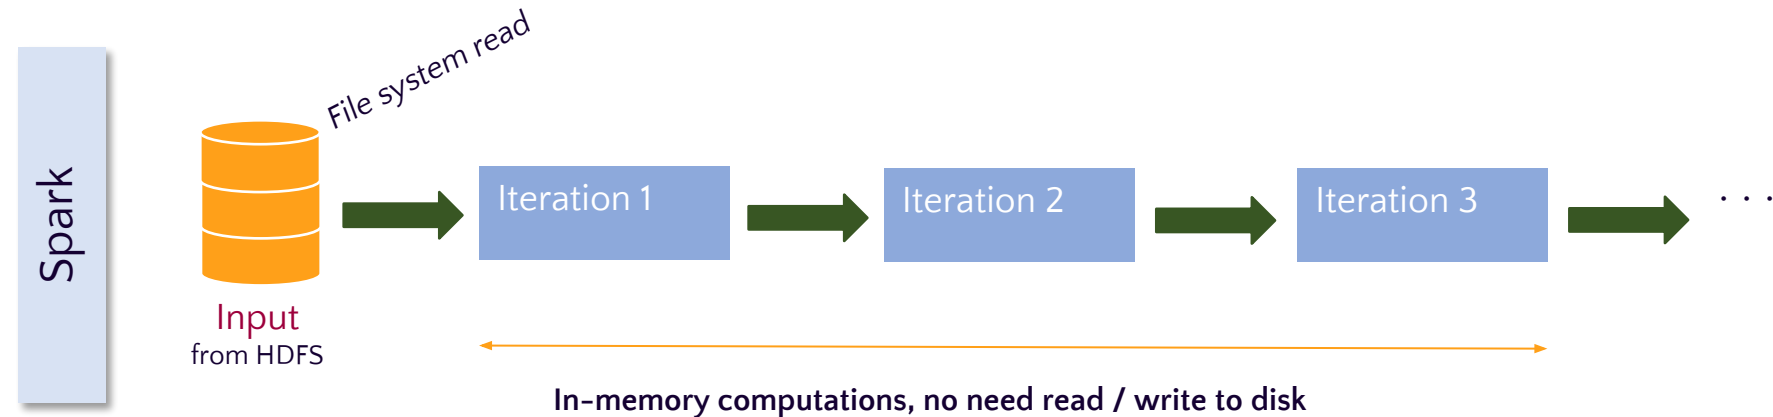 Spark
File system read
Input
from HDFS
Iteration 1
Iteration 2
Iteration 3
. . .
In-memory computations, no need read / write to disk